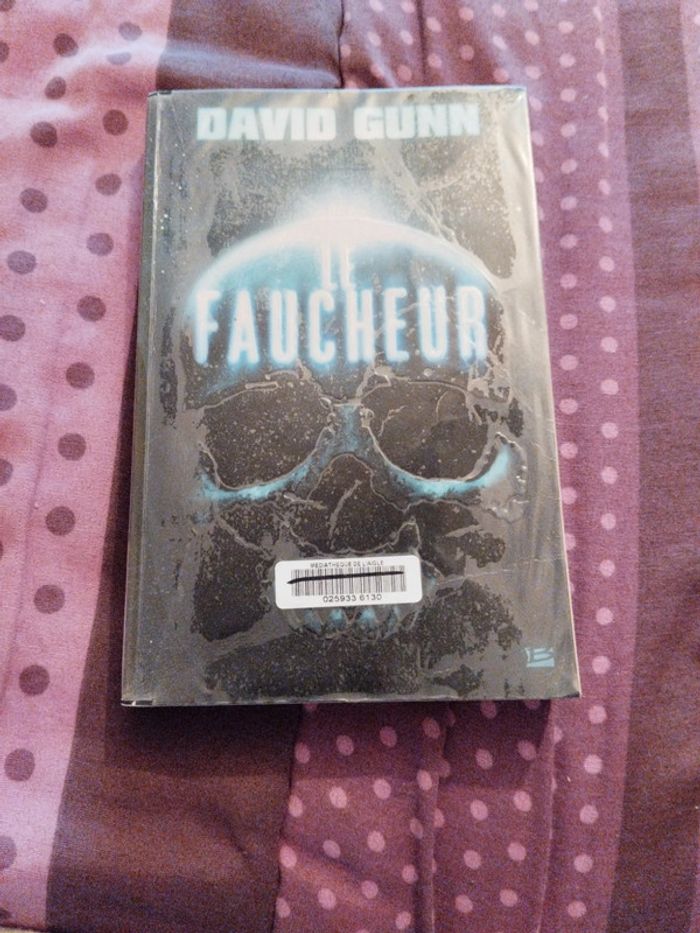 DAVID GUNN
LE
FAUCHEUR
MEDIATHEQUE DE L'AIGLE
025933 6130
B